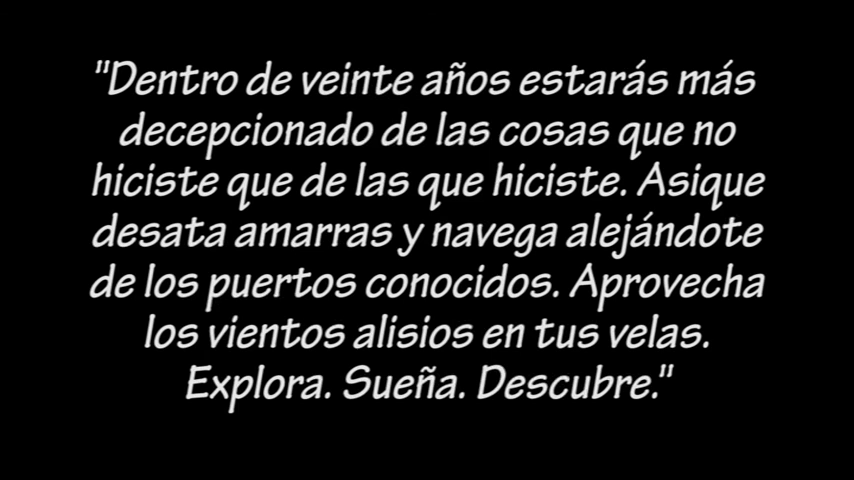 "Dentro de veinte años estarás más
decepcionado de las cosas que no
hiciste que de las que hiciste. Asique
desata amarras y navega alejándote
de los puertos conocidos. Aprovecha
los vientos alisios en tus velas.
Explora. Sueña. Descubre."